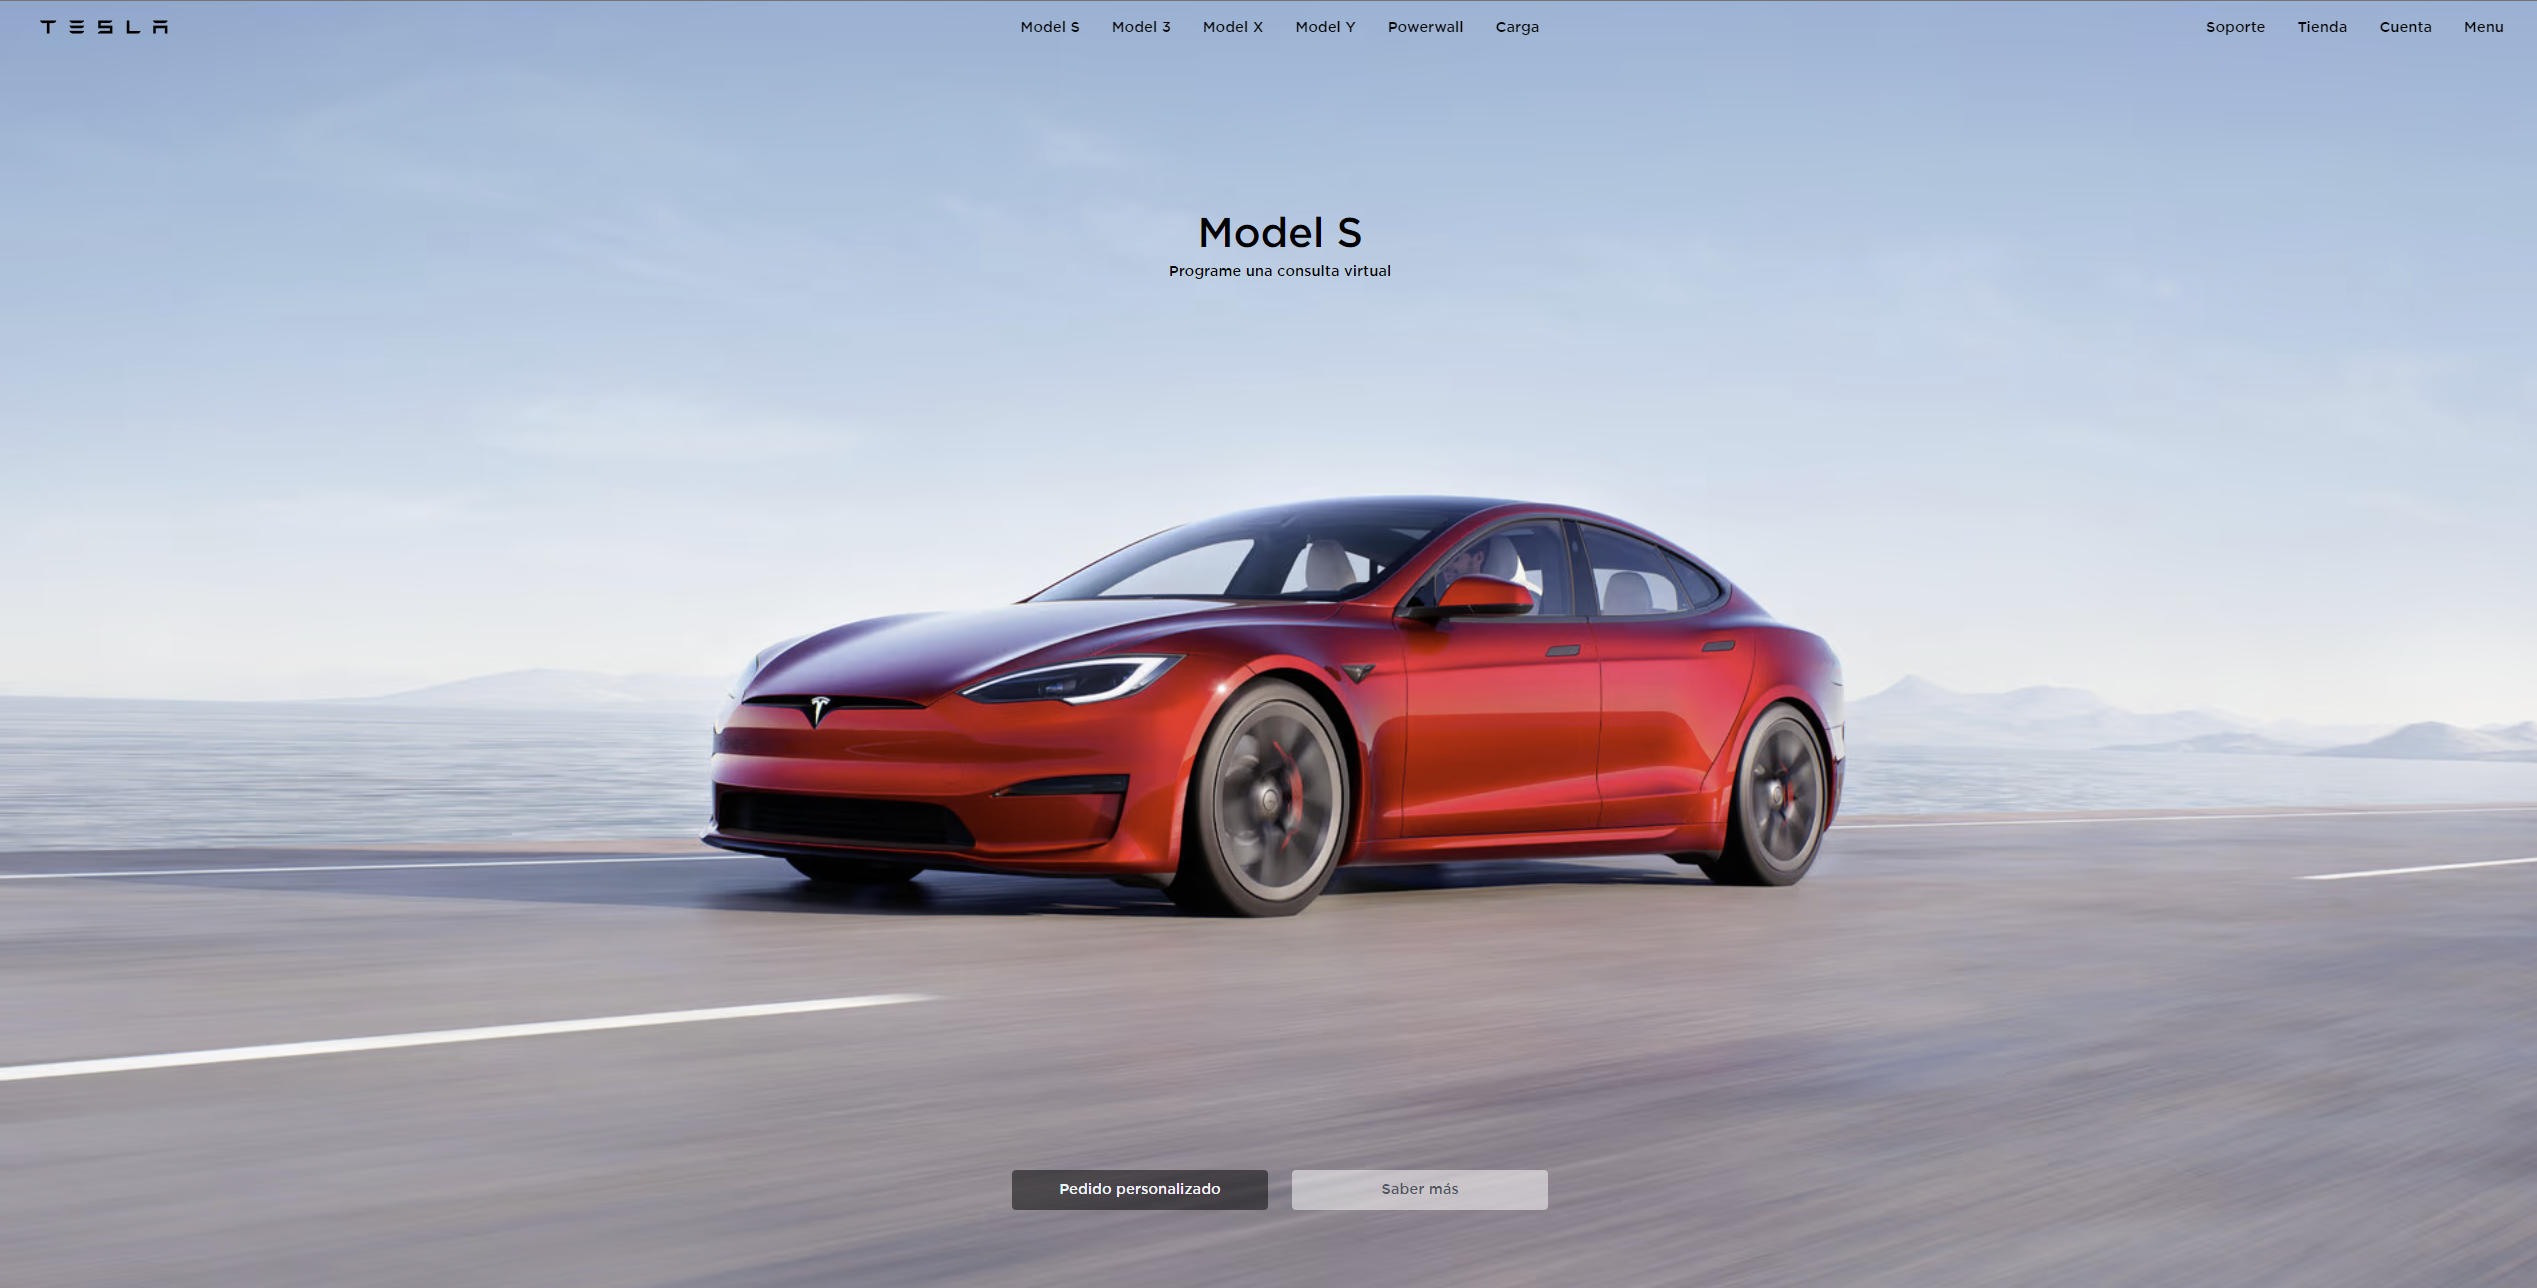 TESLA
Model S Model 3 Model X Model Y Powerwall Carga
Soporte Tienda Cuenta Menu
Model S
Programe una consulta virtual
Pedido personalizado
Saber más